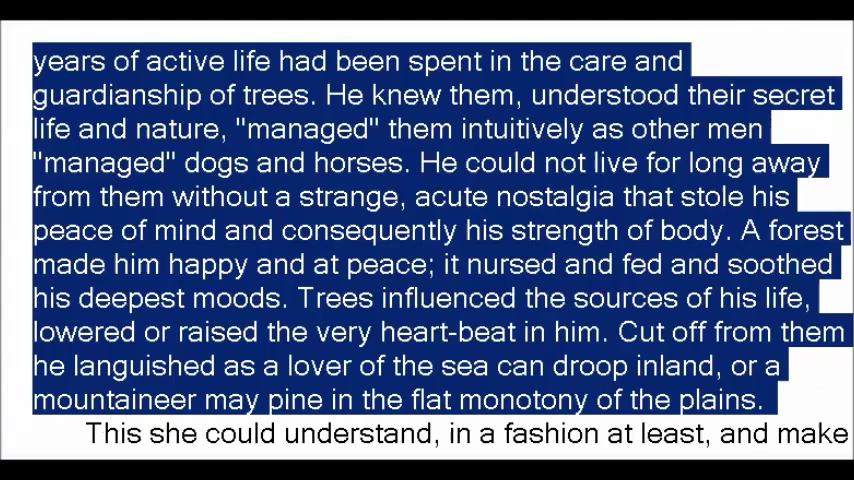 years of active life had been spent in the care and
guardianship of trees. He knew them, understood their secret
life and nature, "managed" them intuitively as other men
"managed" dogs and horses. He could not live for long away
from them without a strange, acute nostalgia that stole his
peace of mind and consequently his strength of body. A forest
made him happy and at peace; it nursed and fed and soothed
his deepest moods. Trees influenced the sources of his life,
lowered or raised the very heart-beat in him. Cut off from them
he languished as a lover of the sea can droop inland, or a
mountaineer may pine in the flat monotony of the plains.
This she could understand, in a fashion at least, and make